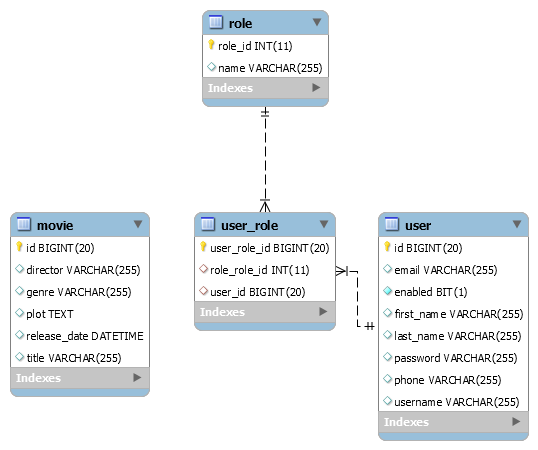 role
role_id INT(11)
name VARCHAR(255)
Indexes
movie
id BIGINT(20)
director VARCHAR(255)
genre VARCHAR(255)
plot TEXT
release_date DATETIME
title VARCHAR(255)
Indexes
user_role
user_role_id BIGINT(20)
role_role_id INT(11)
user_id BIGINT(20)
Indexes
user
id BIGINT(20)
email VARCHAR(255)
enabled BIT(1)
first_name VARCHAR(255)
last_name VARCHAR(255)
password VARCHAR(255)
phone VARCHAR(255)
username VARCHAR(255)
Indexes